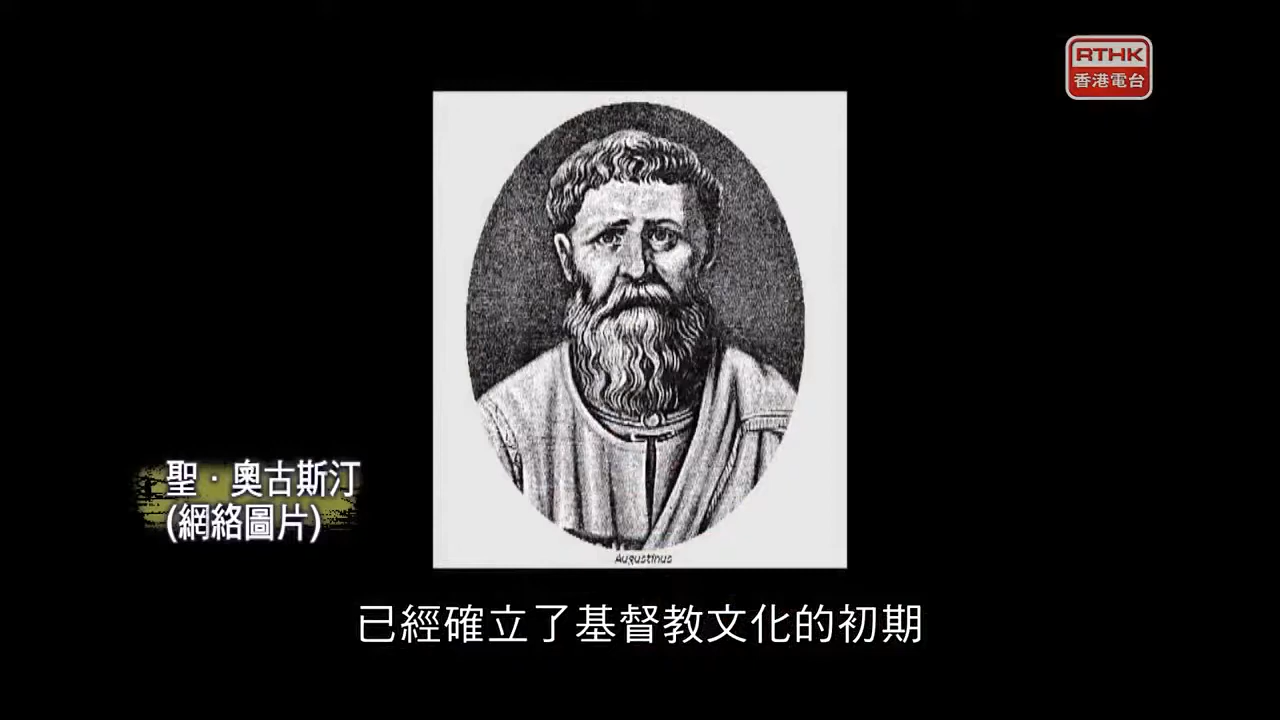 RTHK
香港電台
聖·奧古斯汀
(網絡圖片)
Augustinus
已經確立了基督教文化的初期